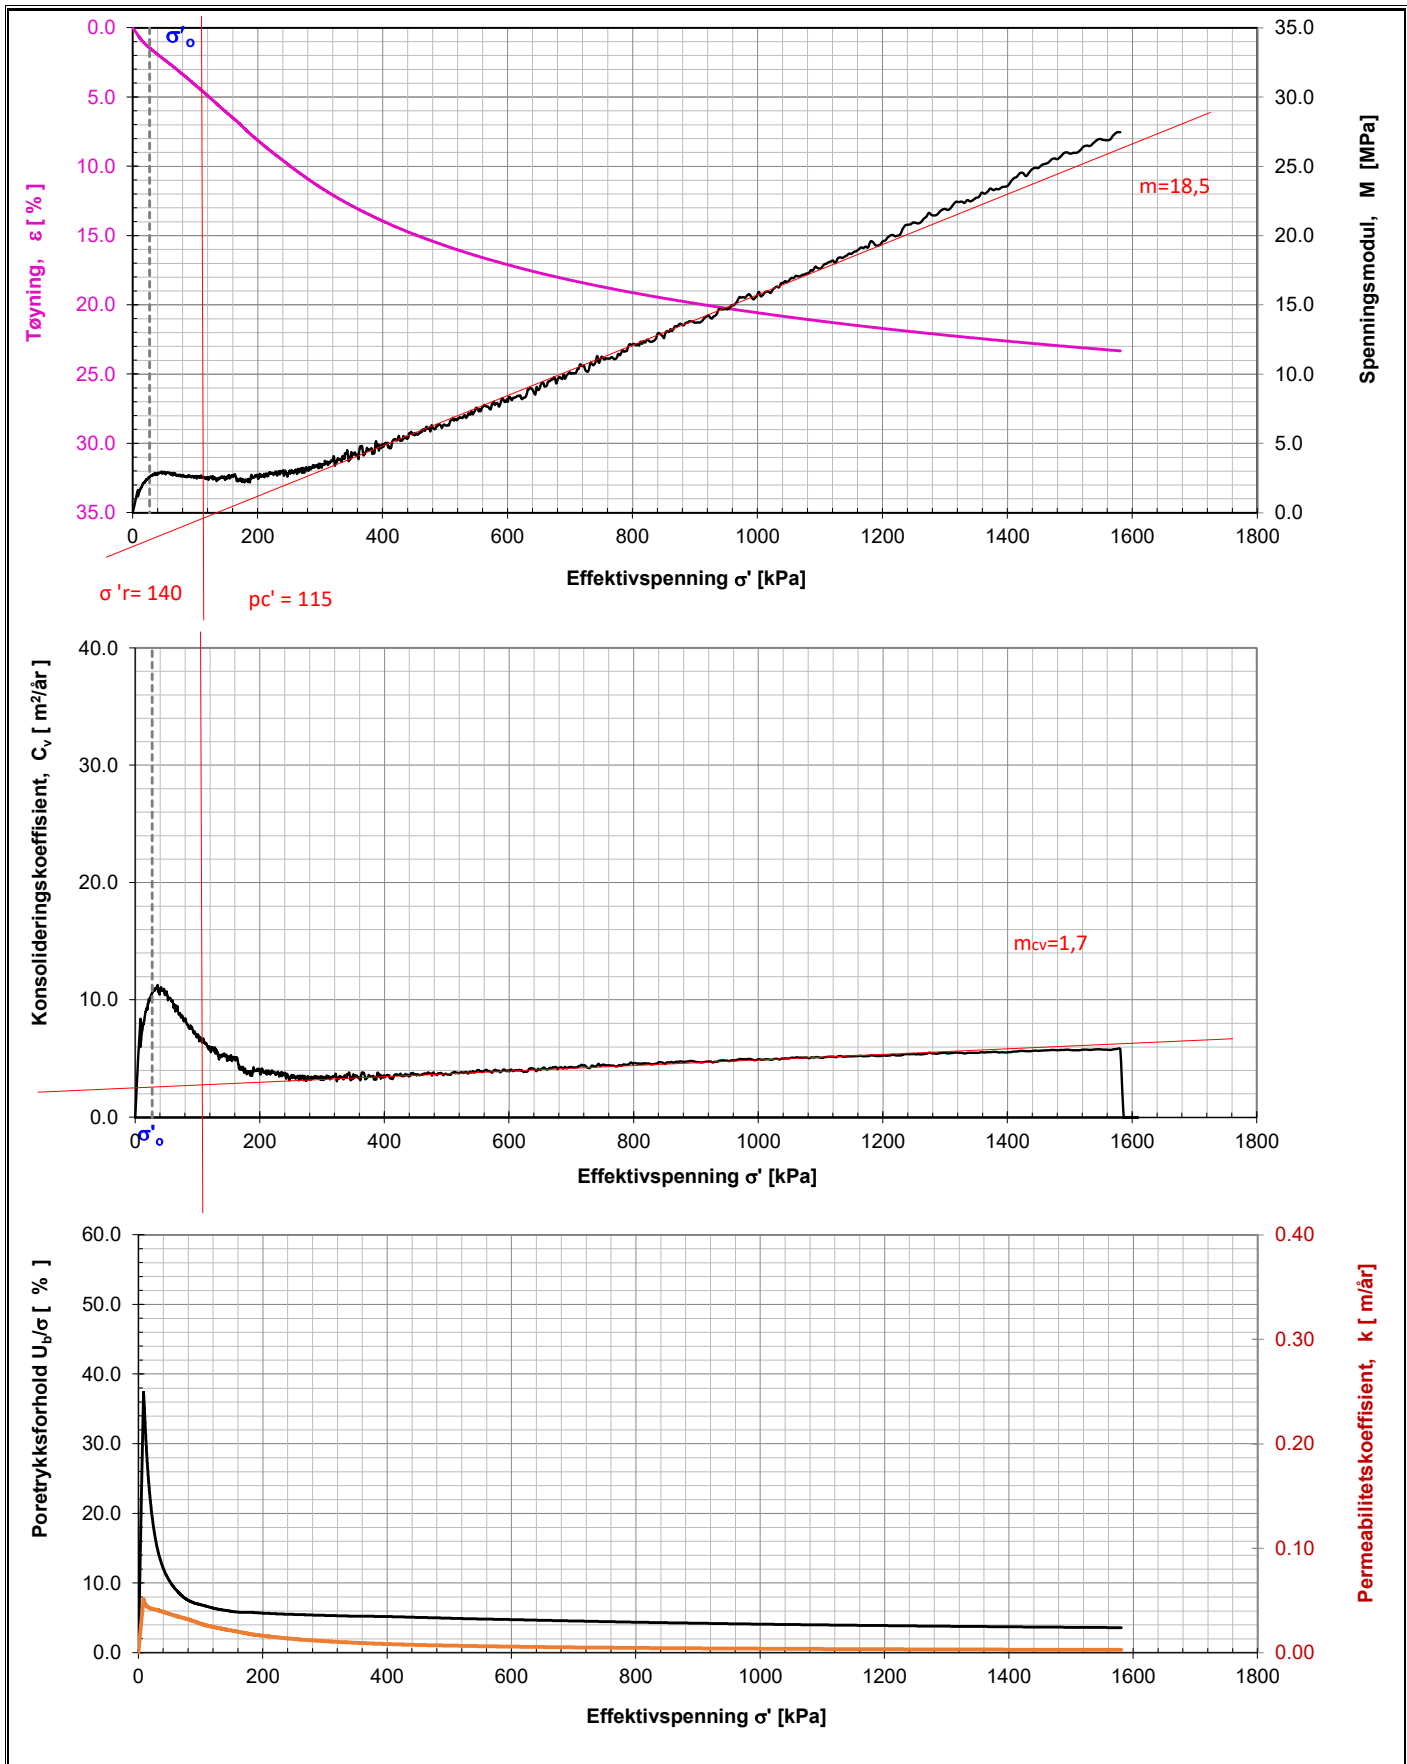 0.0
5.0
10.0
15.0
20.0
25.0
30.0
35.0
Tøyning, ε [ % ]
σ'o
35.0
30.0
25.0
20.0
15.0
10.0
5.0
0.0
Spenningsmodul, M [MPa]
m=18,5
0 200 400 600 800 1000 1200 1400 1600 1800
Effektivspenning σ' [kPa]
σ 'r= 140
pc' = 115
40.0
30.0
20.0
10.0
0.0
Konsolideringskoeffisient, Cv [ m²/år ]
mcv=1,7
0 200 400 600 800 1000 1200 1400 1600 1800
σ'o
Effektivspenning σ' [kPa]
60.0
50.0
40.0
30.0
20.0
10.0
0.0
Poretrykksforhold Ub/σ [ % ]
0.40
0.30
0.20
0.10
0.00
Permeabilitetskoeffisient, k [ m/år]
0 200 400 600 800 1000 1200 1400 1600 1800
Effektivspenning σ' [kPa]